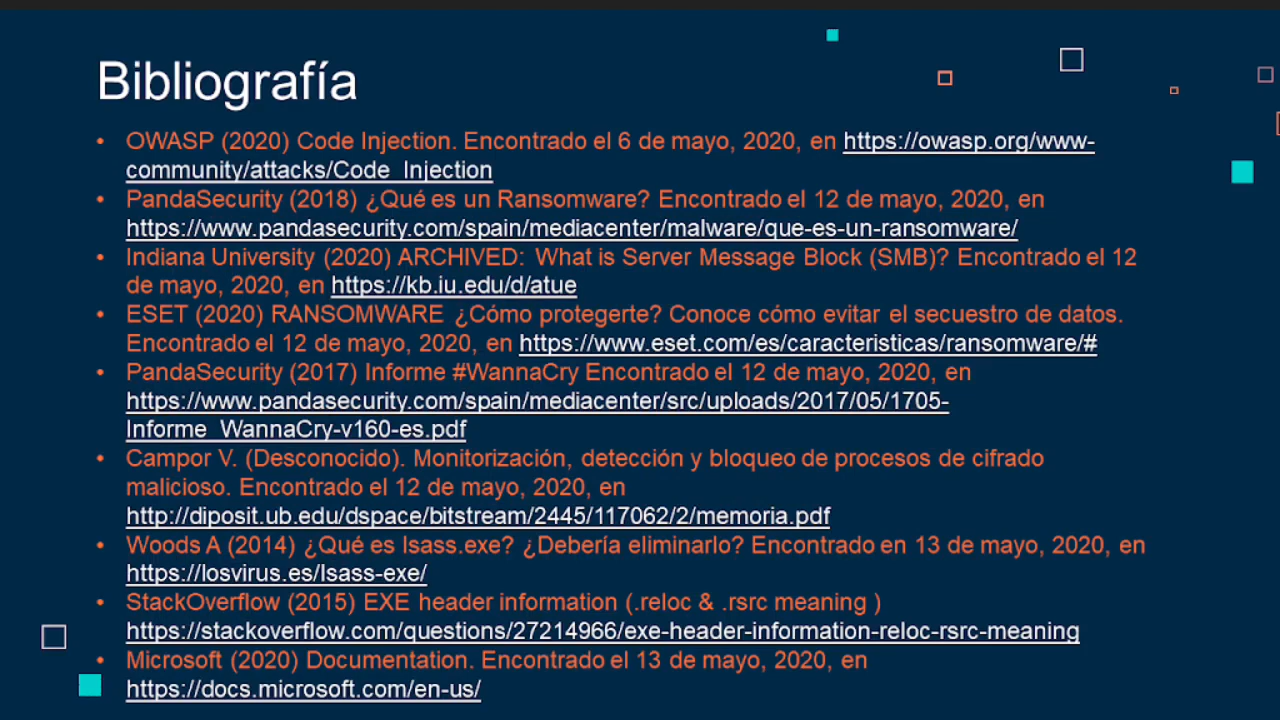 Bibliografía
• OWASP (2020) Code Injection. Encontrado el 6 de mayo, 2020, en https://owasp.org/www-
community/attacks/Code_Injection
• PandaSecurity (2018) ¿Qué es un Ransomware? Encontrado el 12 de mayo, 2020, en
https://www.pandasecurity.com/spain/mediacenter/malware/que-es-un-ransomware/
• Indiana University (2020) ARCHIVED: What is Server Message Block (SMB)? Encontrado el 12
de mayo, 2020, en https://kb.iu.edu/d/atue
• ESET (2020) RANSOMWARE ¿Cómo protegerte? Conoce cómo evitar el secuestro de datos.
Encontrado el 12 de mayo, 2020, en https://www.eset.com/es/caracteristicas/ransomware/#
• PandaSecurity (2017) Informe #WannaCry Encontrado el 12 de mayo, 2020, en
https://www.pandasecurity.com/spain/mediacenter/src/uploads/2017/05/1705-
Informe_WannaCry-v160-es.pdf
• Campor V. (Desconocido). Monitorización, detección y bloqueo de procesos de cifrado
malicioso. Encontrado el 12 de mayo, 2020, en
http://diposit.ub.edu/dspace/bitstream/2445/117062/2/memoria.pdf
• Woods A (2014) ¿Qué es lsass.exe? ¿Debería eliminarlo? Encontrado en 13 de mayo, 2020, en
https://losvirus.es/lsass-exe/
• StackOverflow (2015) EXE header information (.reloc & .rsrc meaning )
https://stackoverflow.com/questions/27214966/exe-header-information-reloc-rsrc-meaning
• Microsoft (2020) Documentation. Encontrado el 13 de mayo, 2020, en
https://docs.microsoft.com/en-us/